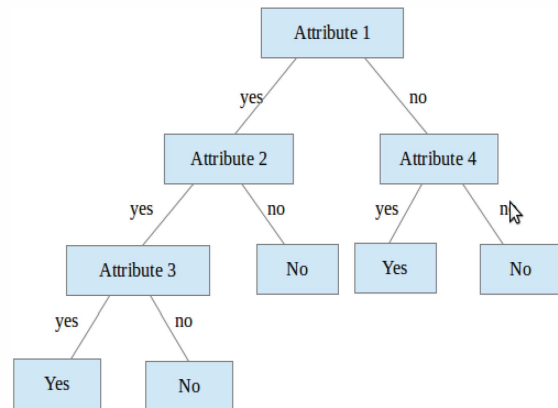 Attribute 1
yes
no
Attribute 2
Attribute 4
yes
no
yes
Attribute 3
No
Yes
No
yes
no
Yes
No